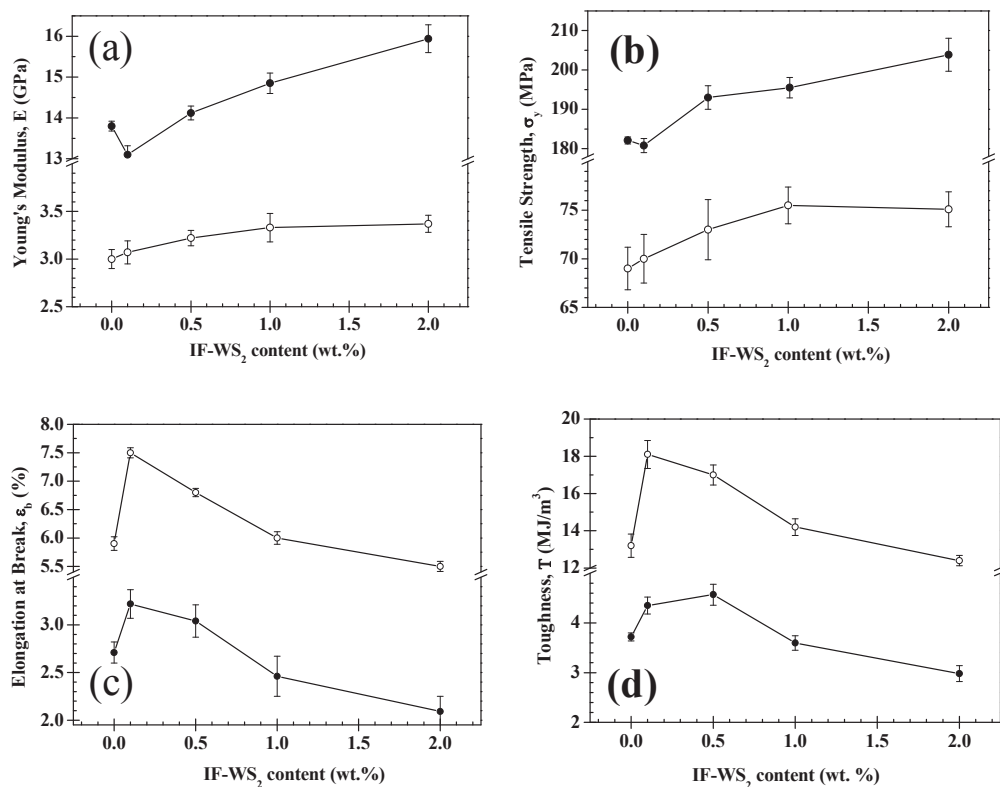 (a)
Young's Modulus, E (GPa)
16
15
14
13
3.5
3.0
2.5
0.0 0.5 1.0 1.5 2.0
IF-WS₂ content (wt.%)
(b)
Tensile Strength, σy (MPa)
210
200
190
180
75
70
65
0.0 0.5 1.0 1.5 2.0
IF-WS₂ content (wt.%)
Elongation at Break, εb (%)
8.0
7.5
7.0
6.5
6.0
5.5
3.0
2.5
2.0
(c)
0.0 0.5 1.0 1.5 2.0
IF-WS₂ content (wt.%)
Toughness, T (MJ/m³)
20
18
16
14
12
4
3
2
(d)
0.0 0.5 1.0 1.5 2.0
IF-WS₂ content (wt. %)